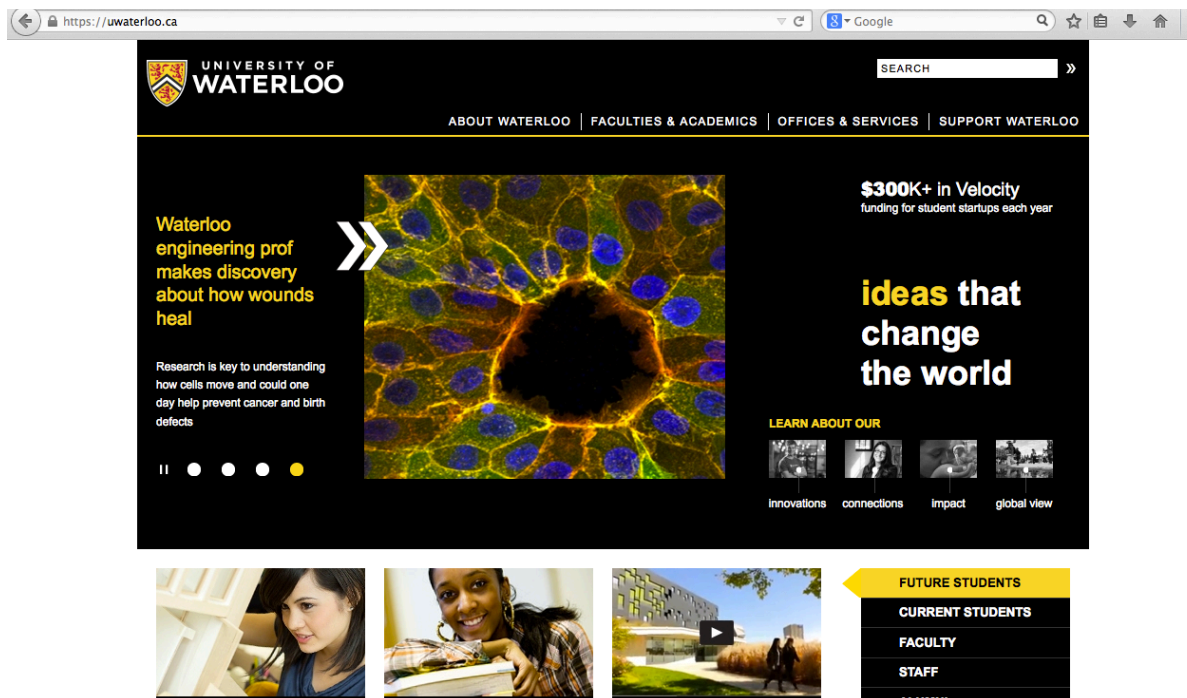 https://uwaterloo.ca
Google
UNIVERSITY OF
WATERLOO
SEARCH
ABOUT WATERLOO
FACULTIES & ACADEMICS
OFFICES & SERVICES
SUPPORT WATERLOO
Waterloo
engineering prof
makes discovery
about how wounds
heal
Research is key to understanding
how cells move and could one
day help prevent cancer and birth
defects
$300K+ in Velocity
funding for student startups each year
ideas that
change
the world
LEARN ABOUT OUR
innovations
connections
impact
global view
FUTURE STUDENTS
CURRENT STUDENTS
FACULTY
STAFF